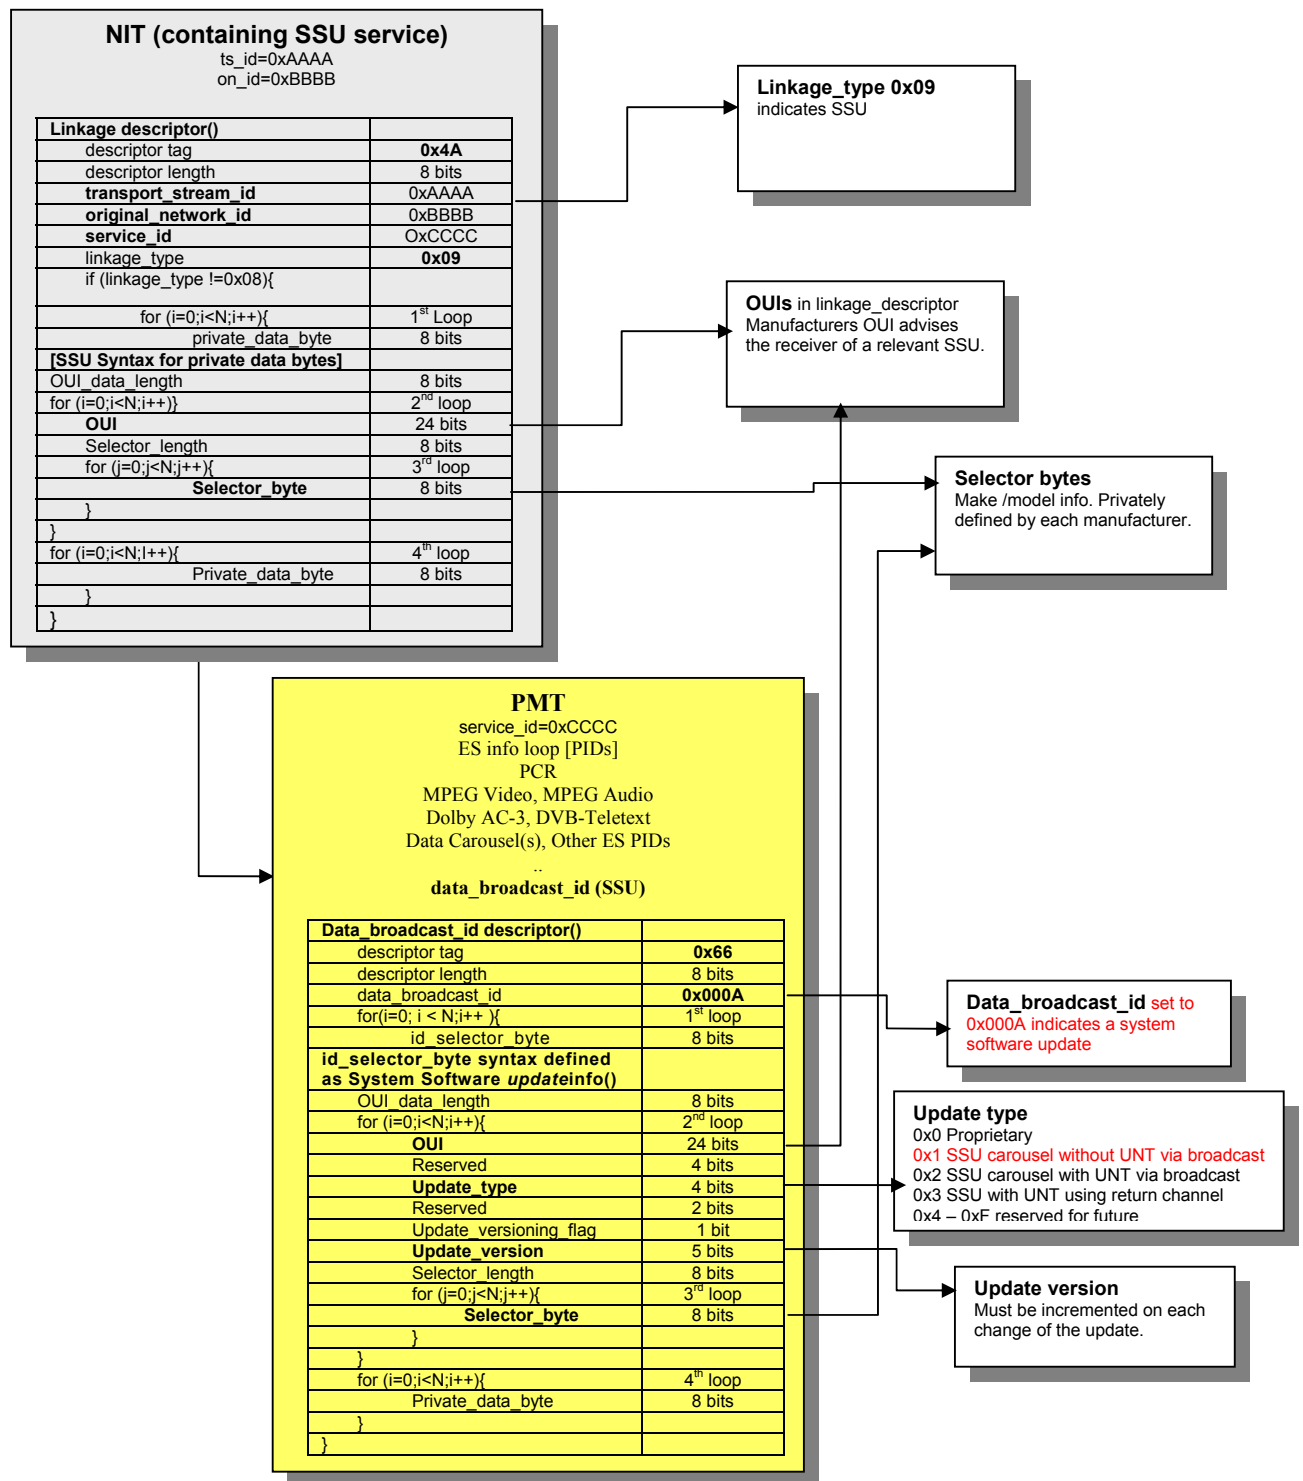 NIT (containing SSU service)
ts_id=0xAAAA
on_id=0xBBBB
Linkage descriptor()
descriptor tag 0x4A
descriptor length 8 bits
transport_stream_id 0xAAAA
original_network_id 0xBBBB
service_id OxCCCC
linkage_type 0x09
if (linkage_type !=0x08){
for (i=0;i<N;i++){ 1st Loop
private_data_byte 8 bits
[SSU Syntax for private data bytes]
OUI_data_length 8 bits
for (i=0;i<N;i++)} 2nd loop
OUI 24 bits
Selector_length 8 bits
for (j=0;j<N;j++){ 3rd loop
Selector_byte 8 bits
}
}
for (i=0;i<N;I++){ 4th loop
Private_data_byte 8 bits
}
}
Linkage_type 0x09
indicates SSU
OUIs in linkage_descriptor
Manufacturers OUI advises
the receiver of a relevant SSU.
Selector bytes
Make /model info. Privately
defined by each manufacturer.
PMT
service_id=0xCCCC
ES info loop [PIDs]
PCR
MPEG Video, MPEG Audio
Dolby AC-3, DVB-Teletext
Data Carousel(s), Other ES PIDs
..
data_broadcast_id (SSU)
Data_broadcast_id descriptor()
descriptor tag 0x66
descriptor length 8 bits
data_broadcast_id 0x000A
for(i=0; i < N;i++ ){ 1st loop
id_selector_byte 8 bits
id_selector_byte syntax defined
as System Software updateinfo()
OUI_data_length 8 bits
for (i=0;i<N;i++){ 2nd loop
OUI 24 bits
Reserved 4 bits
Update_type 4 bits
Reserved 2 bits
Update_versioning_flag 1 bit
Update_version 5 bits
Selector_length 8 bits
for (j=0;j<N;j++){ 3rd loop
Selector_byte 8 bits
}
}
for (i=0;i<N;i++){ 4th loop
Private_data_byte 8 bits
}
}
Data_broadcast_id set to
0x000A indicates a system
software update
Update type
0x0 Proprietary
0x1 SSU carousel without UNT via broadcast
0x2 SSU carousel with UNT via broadcast
0x3 SSU with UNT using return channel
0x4 – 0xF reserved for future
Update version
Must be incremented on each
change of the update.